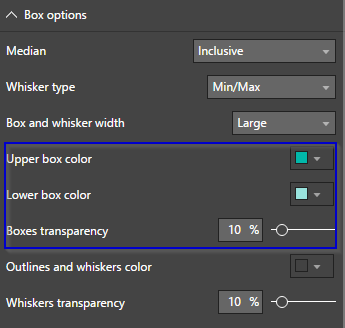 Box options
Median Inclusive
Whisker type Min/Max
Box and whisker width Large
Upper box color
Lower box color
Boxes transparency 10 %
Outlines and whiskers color
Whiskers transparency 10 %